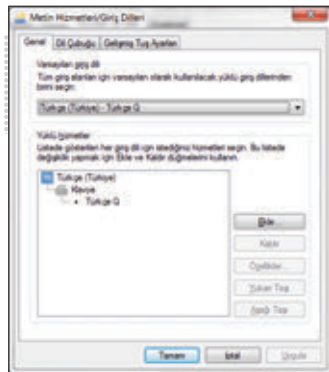 Metin Hizmetleri/Giriş Dilleri
Genel Dil Çubuğu Gelişmiş Tuş Ayarları
Varsayılan giriş dili
Tüm giriş alanları için varsayılan olarak kullanılacak yüklü giriş dillerinden
birini seçin.
Türkçe (Türkiye) - Türkçe Q
Yüklü hizmetler
Listede gösterilen her giriş dili için istediğiniz hizmetleri seçin. Bu listede
değişiklik yapmak için Ekle ve Kaldır düğmelerini kullanın.
Türkçe (Türkiye)
Klavye
Türkçe Q
Ekle...
Kaldır
Özellikler...
Yukarı Taşı
Aşağı Taşı
Tamam İptal Uygula